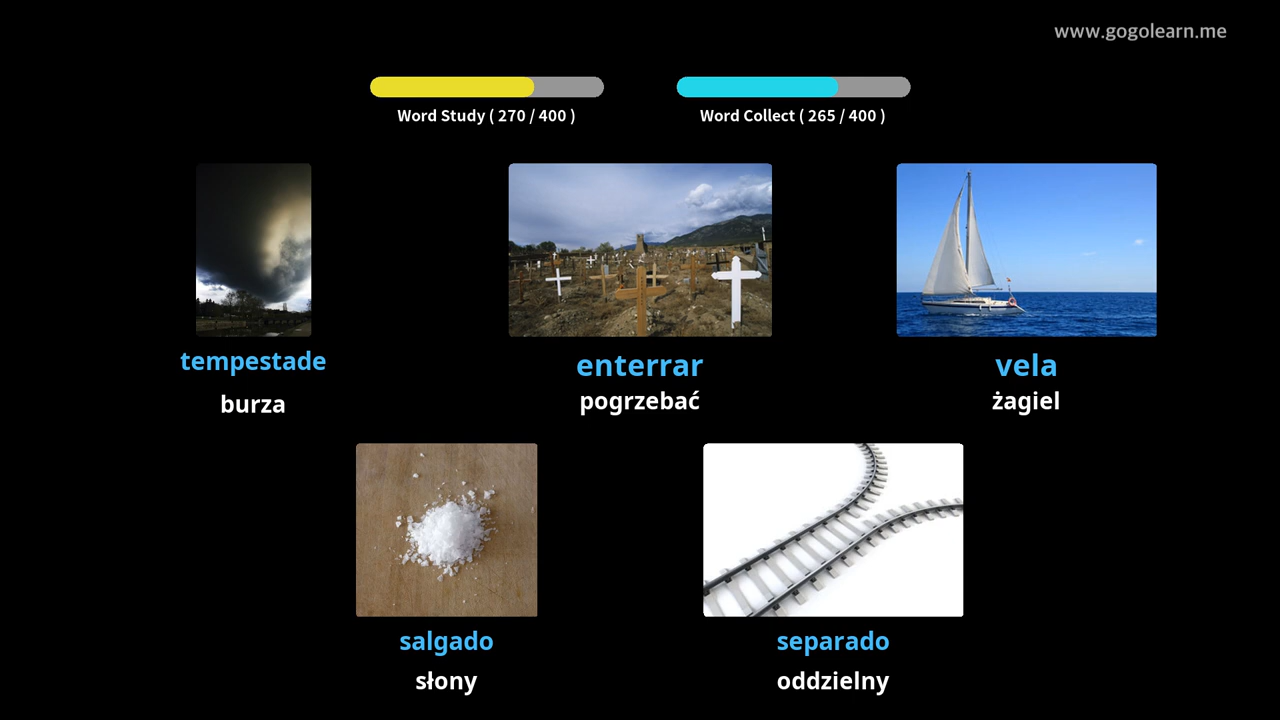 www.gogolearn.me
Word Study ( 270 / 400 )
Word Collect ( 265 / 400 )
tempestade
burza
enterrar
pogrzebać
vela
żagiel
salgado
słony
separado
oddzielny